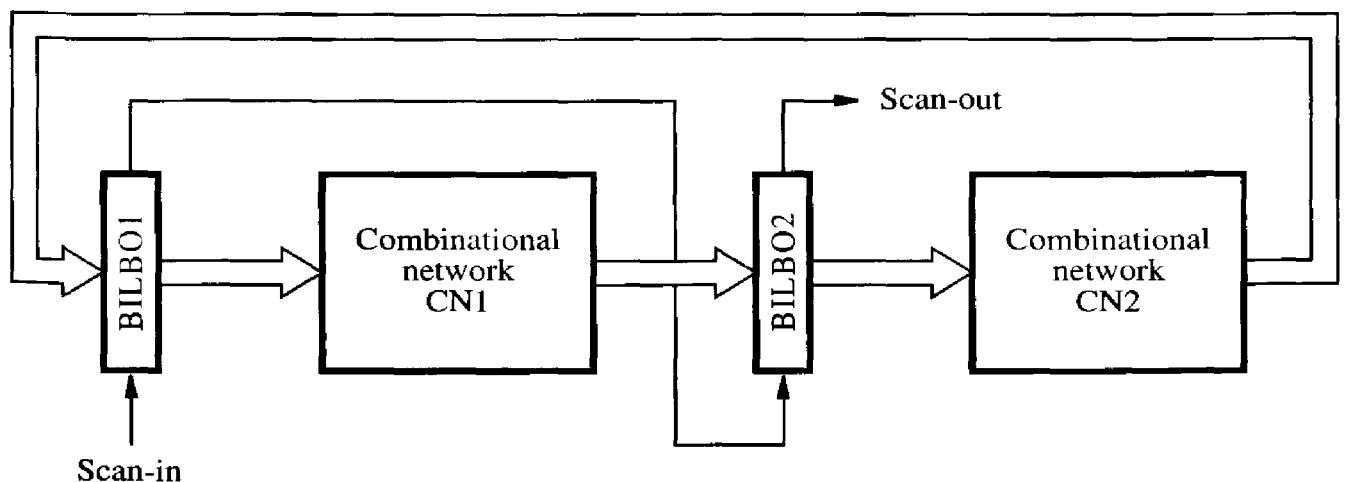 Scan-out
BILBO1
Combinational
network
CN1
BILBO2
Combinational
network
CN2
Scan-in